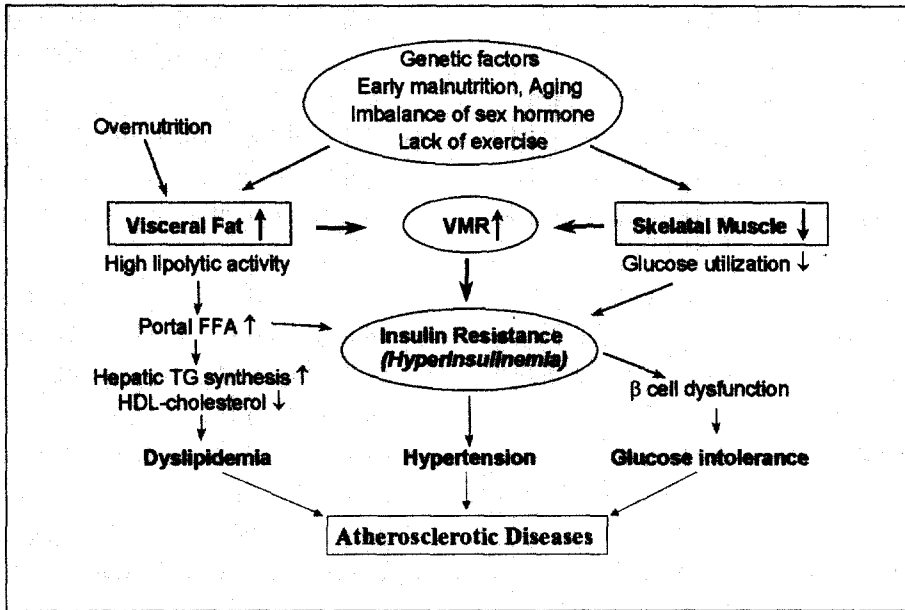 Genetic factors
Early malnutrition, Aging
Imbalance of sex hormone
Lack of exercise
Overnutrition
Visceral Fat ↑
VMR↑
Skelatal Muscle ↓
High lipolytic activity
Glucose utilization ↓
Portal FFA ↑
Insulin Resistance
(Hyperinsulinemia)
Hepatic TG synthesis ↑
HDL-cholesterol ↓
β cell dysfunction
Dyslipidemia
Hypertension
Glucose intolerance
Atherosclerotic Diseases